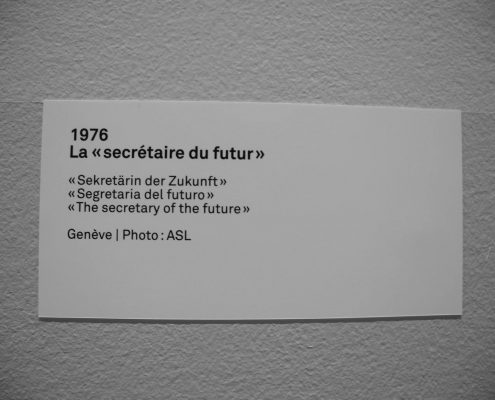 1976
La « secrétaire du futur »
« Sekretärin der Zukunft »
« Segretaria del futuro »
« The secretary of the future »
Genève | Photo : ASL